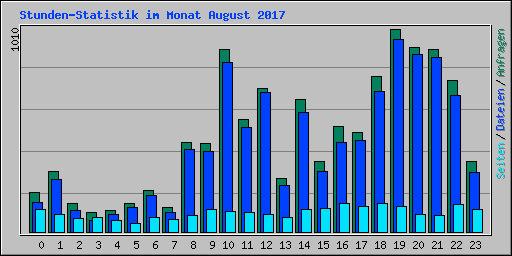 Stunden-Statistik im Monat August 2017
1010
Seiten / Dateien / Anfragen
0 1 2 3 4 5 6 7 8 9 10 11 12 13 14 15 16 17 18 19 20 21 22 23